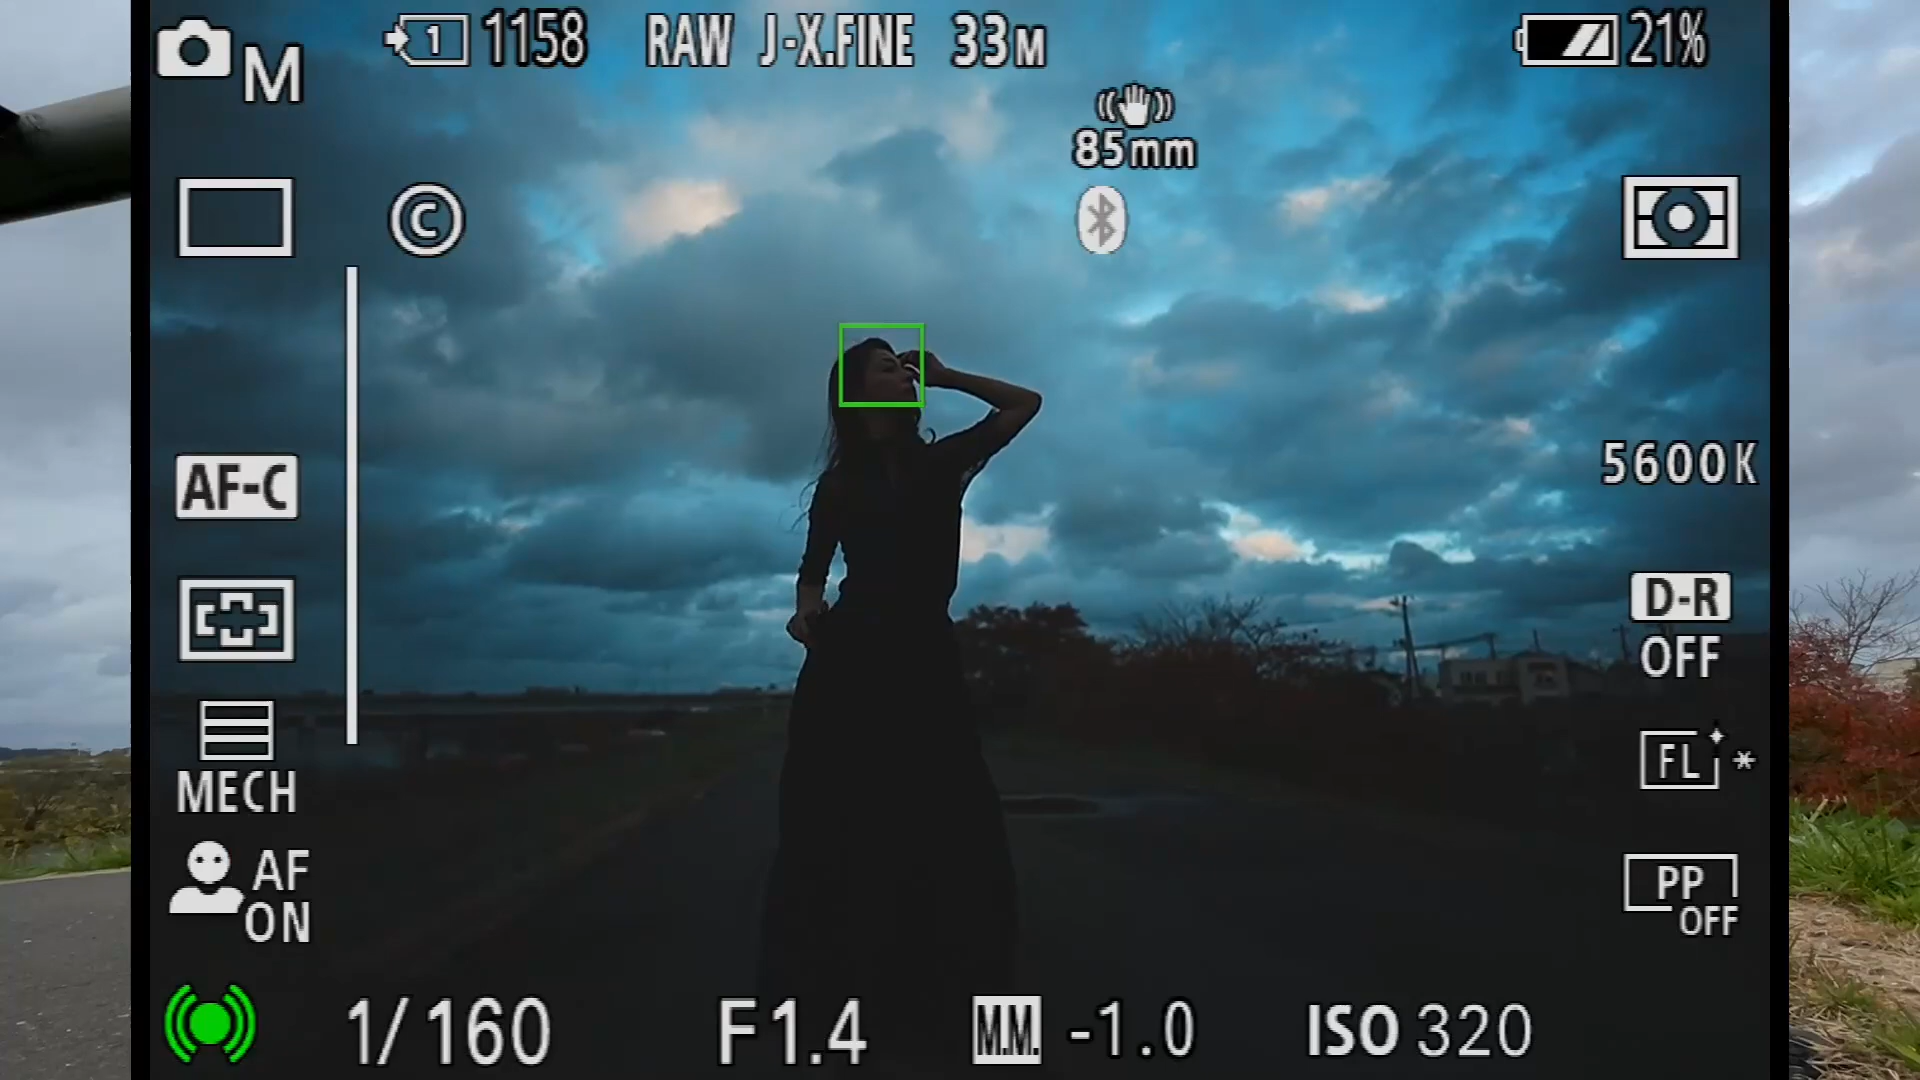 M
1 1158 RAW J-X.FINE 33M 21%
85mm
C
AF-C
5600K
D-R
OFF
MECH
FL *
AF
ON
PP
OFF
1/160 F1.4 M.M. -1.0 ISO 320